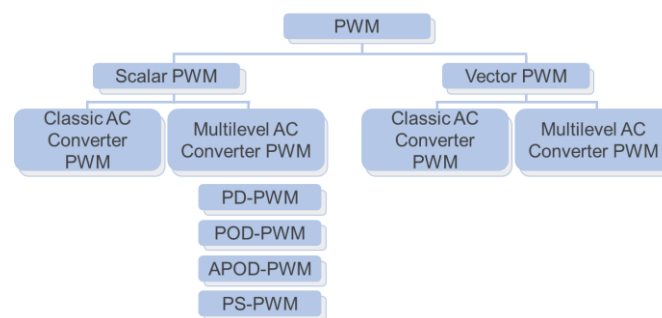 PWM
Scalar PWM
Vector PWM
Classic AC
Converter
PWM
Multilevel AC
Converter PWM
Classic AC
Converter
PWM
Multilevel AC
Converter PWM
PD-PWM
POD-PWM
APOD-PWM
PS-PWM